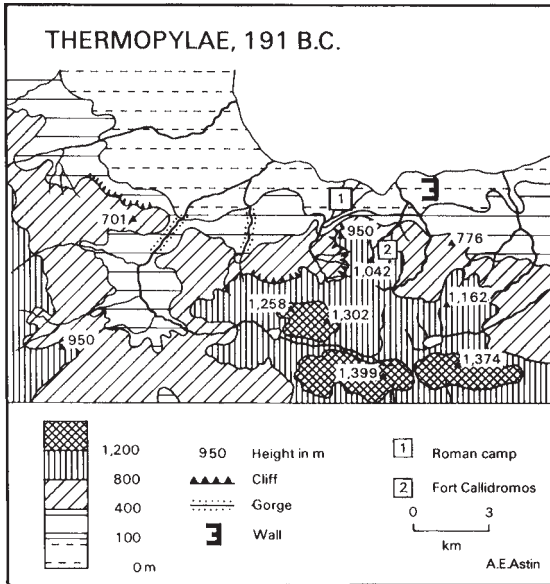 THERMOPYLAE, 191 B.C.
701
1
950
776
2
1,042
1,258
1,302
1,162
950
1,374
1,399
1,200
800
400
100
0 m
950 Height in m
Cliff
Gorge
Wall
1 Roman camp
2 Fort Callidromos
0 3
km
A.E.Astin